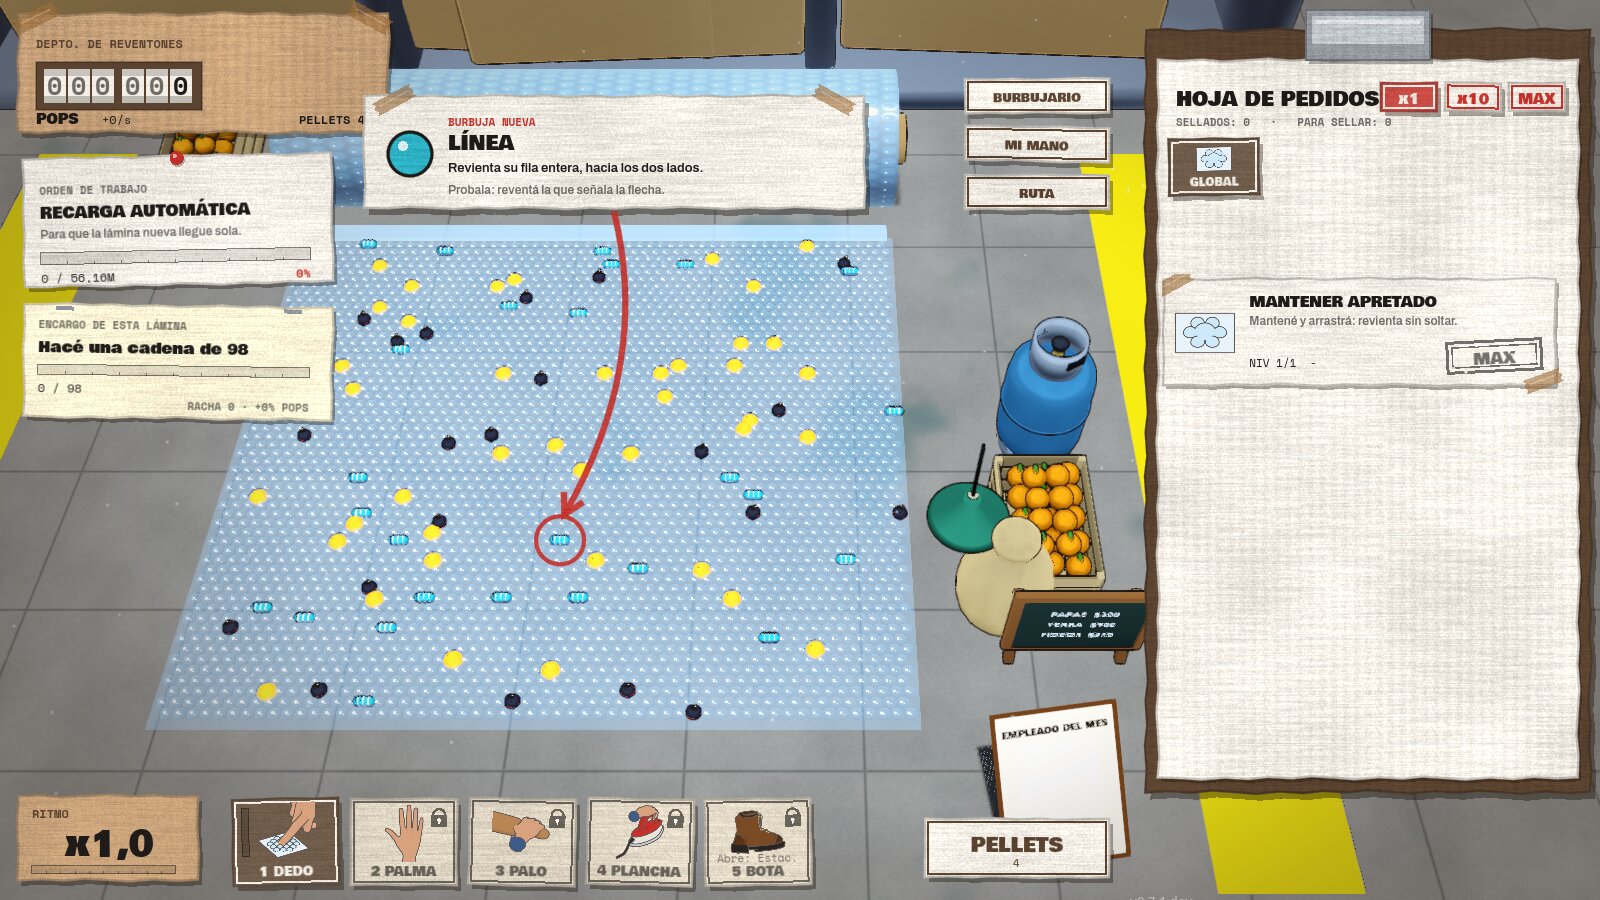 DEPTO. DE REVENTONES
000 000
POPS +0/s PELLETS 4
ORDEN DE TRABAJO
RECARGA AUTOMÁTICA
Para que la lámina nueva llegue sola.
0 / 56.16M 0%
ENCARGO DE ESTA LÁMINA
Hacé una cadena de 98
0 / 98
RACHA 0 · +0% POPS
BURBUJA NUEVA
LÍNEA
Revienta su fila entera, hacia los dos lados.
Probala: reventá la que señala la flecha.
BURBUJARIO
MI MANO
RUTA
HOJA DE PEDIDOS x1 x10 MAX
SELLADOS: 0 · PARA SELLAR: 0
GLOBAL
MANTENER APRETADO
Mantené y arrastrá: revienta sin soltar.
NIV 1/1 - MAX
EMPLEADO DEL MES
RITMO
x1,0
1 DEDO
2 PALMA
3 PALO
4 PLANCHA
Abre: Estac.
5 BOTA
PELLETS
4